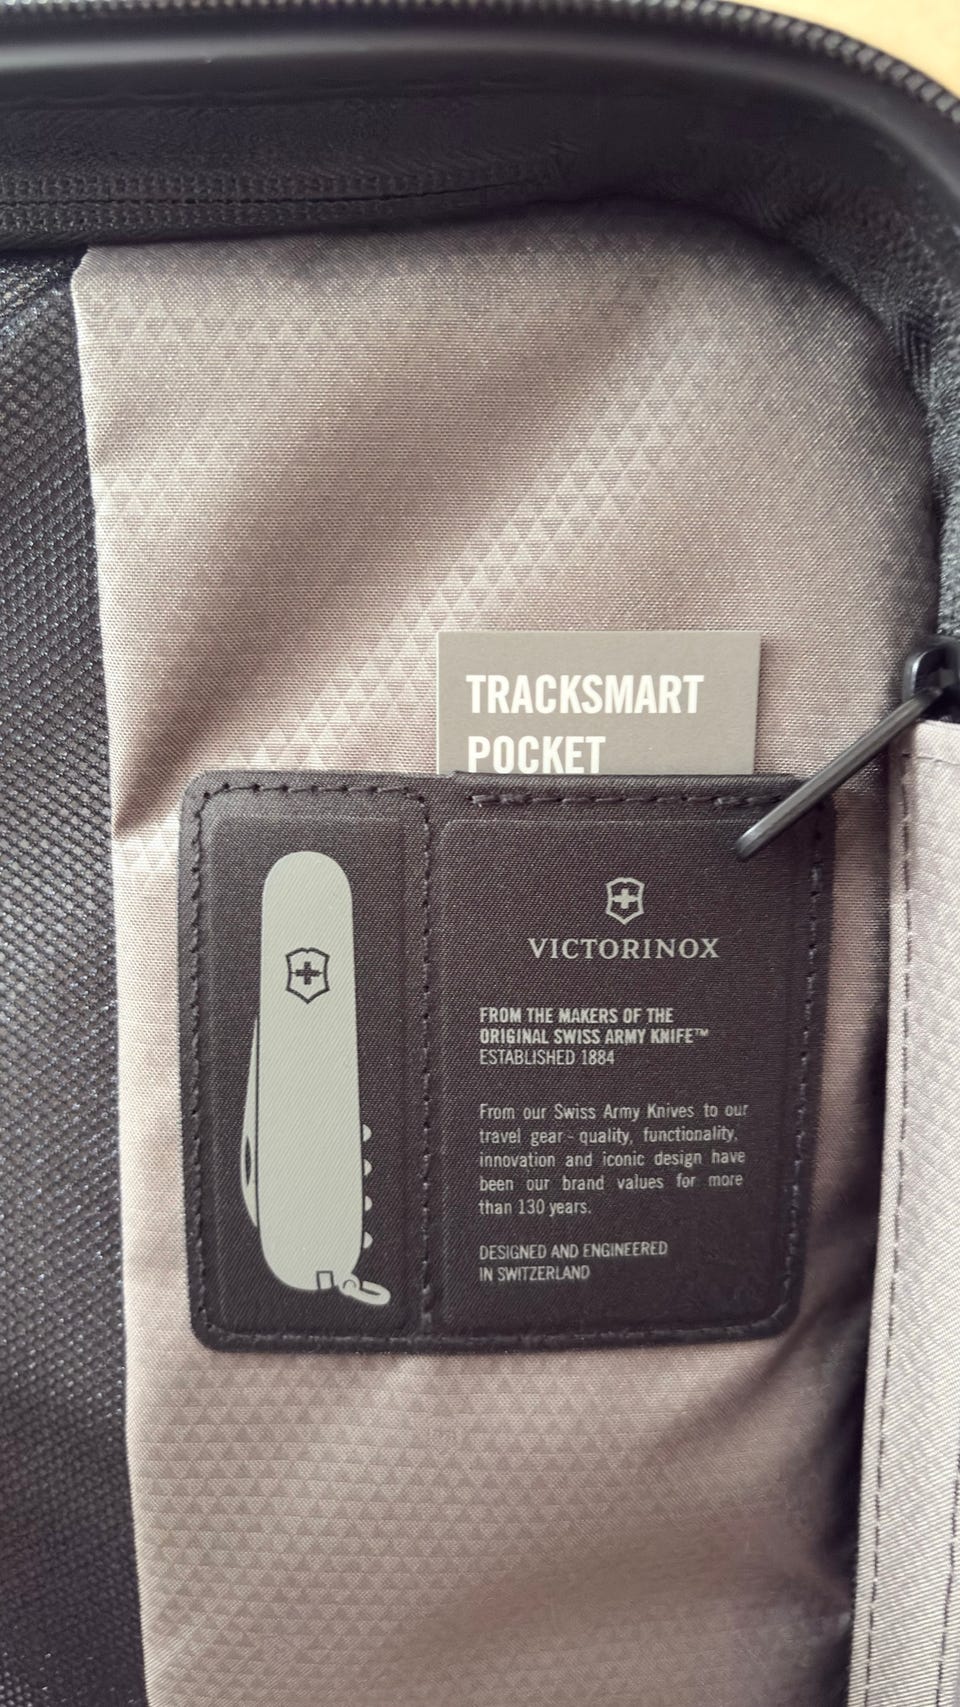 TRACKSMART
POCKET
VICTORINOX
FROM THE MAKERS OF THE
ORIGINAL SWISS ARMY KNIFE™
ESTABLISHED 1884
From our Swiss Army Knives to our
travel gear - quality, functionality,
innovation and iconic design have
been our brand values for more
than 130 years.
DESIGNED AND ENGINEERED
IN SWITZERLAND